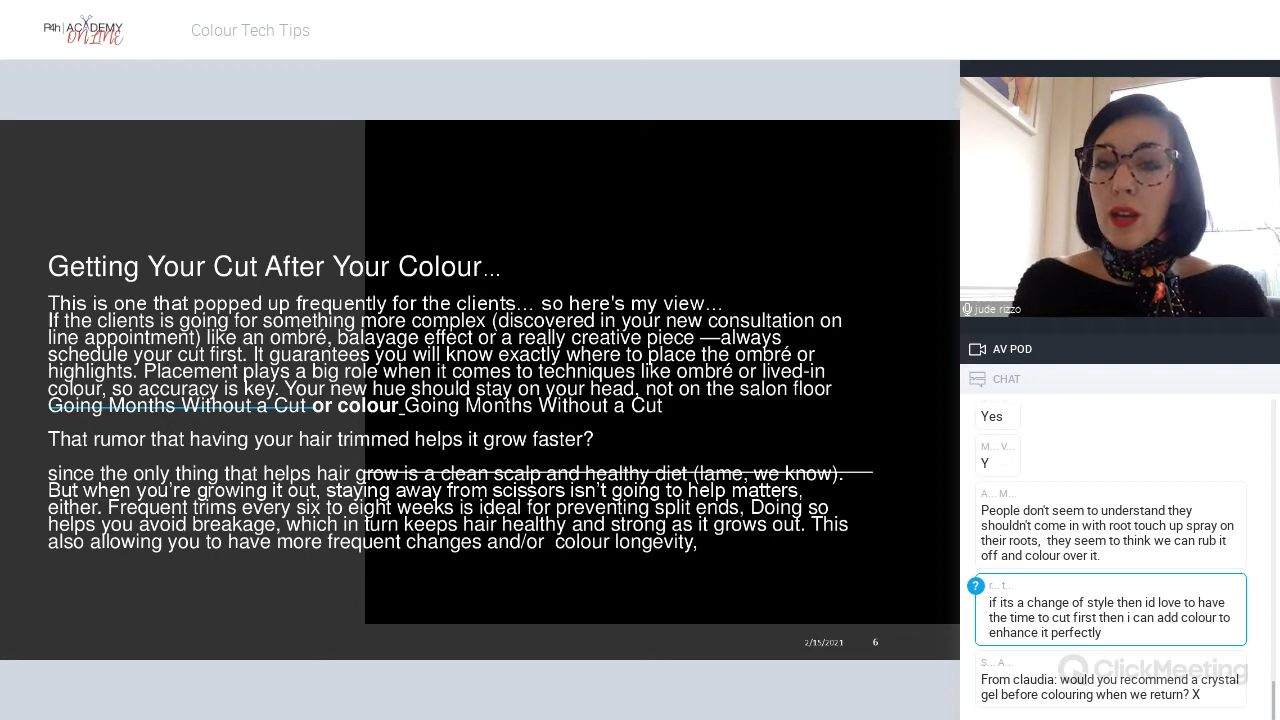 P4h | ACADEMY
ONLINE
Colour Tech Tips
Getting Your Cut After Your Colour...
This is one that popped up frequently for the clients... so here's my view...
If the clients is going for something more complex (discovered in your new consultation on
line appointment) like an ombré, balayage effect or a really creative piece —always
schedule your cut first. It guarantees you will know exactly where to place the ombré or
highlights. Placement plays a big role when it comes to techniques like ombré or lived-in
colour, so accuracy is key. Your new hue should stay on your head, not on the salon floor
Going Months Without a Cut or colour Going Months Without a Cut
That rumor that having your hair trimmed helps it grow faster?
since the only thing that helps hair grow is a clean scalp and healthy diet (lame, we know).
But when you're growing it out, staying away from scissors isn't going to help matters,
either. Frequent trims every six to eight weeks is ideal for preventing split ends, Doing so
helps you avoid breakage, which in turn keeps hair healthy and strong as it grows out. This
also allowing you to have more frequent changes and/or colour longevity,
2/15/2021 6
jude rizzo
AV POD
CHAT
Yes
M... V...
Y
A... M...
People don't seem to understand they
shouldn't come in with root touch up spray on
their roots, they seem to think we can rub it
off and colour over it.
?
r... t...
if its a change of style then id love to have
the time to cut first then i can add colour to
enhance it perfectly
S... A...
From claudia: would you recommend a crystal
gel before colouring when we return? X
ClickMeeting